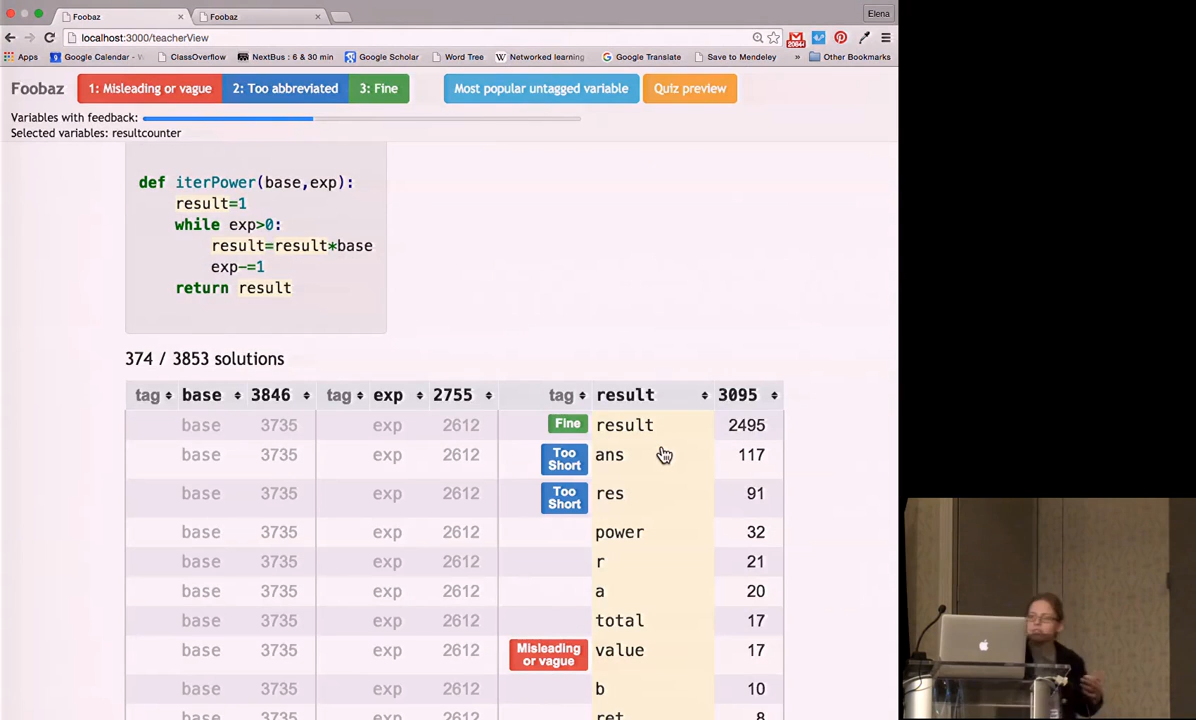 Foobaz
Foobaz
Elena
localhost:3000/teacherView
Apps
Google Calendar -
ClassOverflow
NextBus : 6 & 30 min
Google Scholar
Word Tree
Networked learning
Google Translate
Save to Mendeley
»
Other Bookmarks
Foobaz
1: Misleading or vague
2: Too abbreviated
3: Fine
Most popular untagged variable
Quiz preview
Variables with feedback:
Selected variables: resultcounter
def iterPower(base,exp):
result=1
while exp>0:
result=result*base
exp-=1
return result
374 / 3853 solutions
tag base 3846 tag exp 2755 tag result 3095
base 3735 exp 2612 Fine result 2495
base 3735 exp 2612 Too Short ans 117
base 3735 exp 2612 Too Short res 91
base 3735 exp 2612 power 32
base 3735 exp 2612 r 21
base 3735 exp 2612 a 20
base 3735 exp 2612 total 17
base 3735 exp 2612 Misleading or vague value 17
base 3735 exp 2612 b 10
base 3735 exp 2612 ret 8